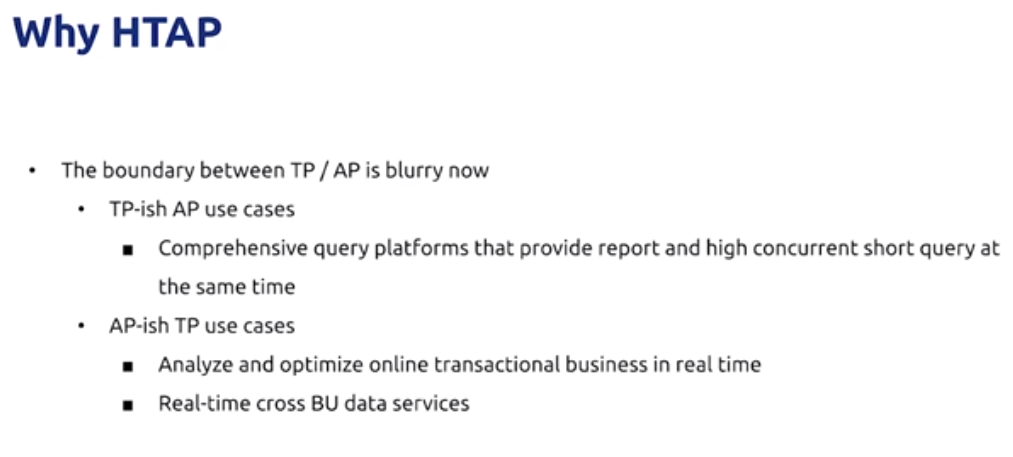 Why HTAP
• The boundary between TP / AP is blurry now
• TP-ish AP use cases
■ Comprehensive query platforms that provide report and high concurrent short query at
the same time
• AP-ish TP use cases
■ Analyze and optimize online transactional business in real time
■ Real-time cross BU data services